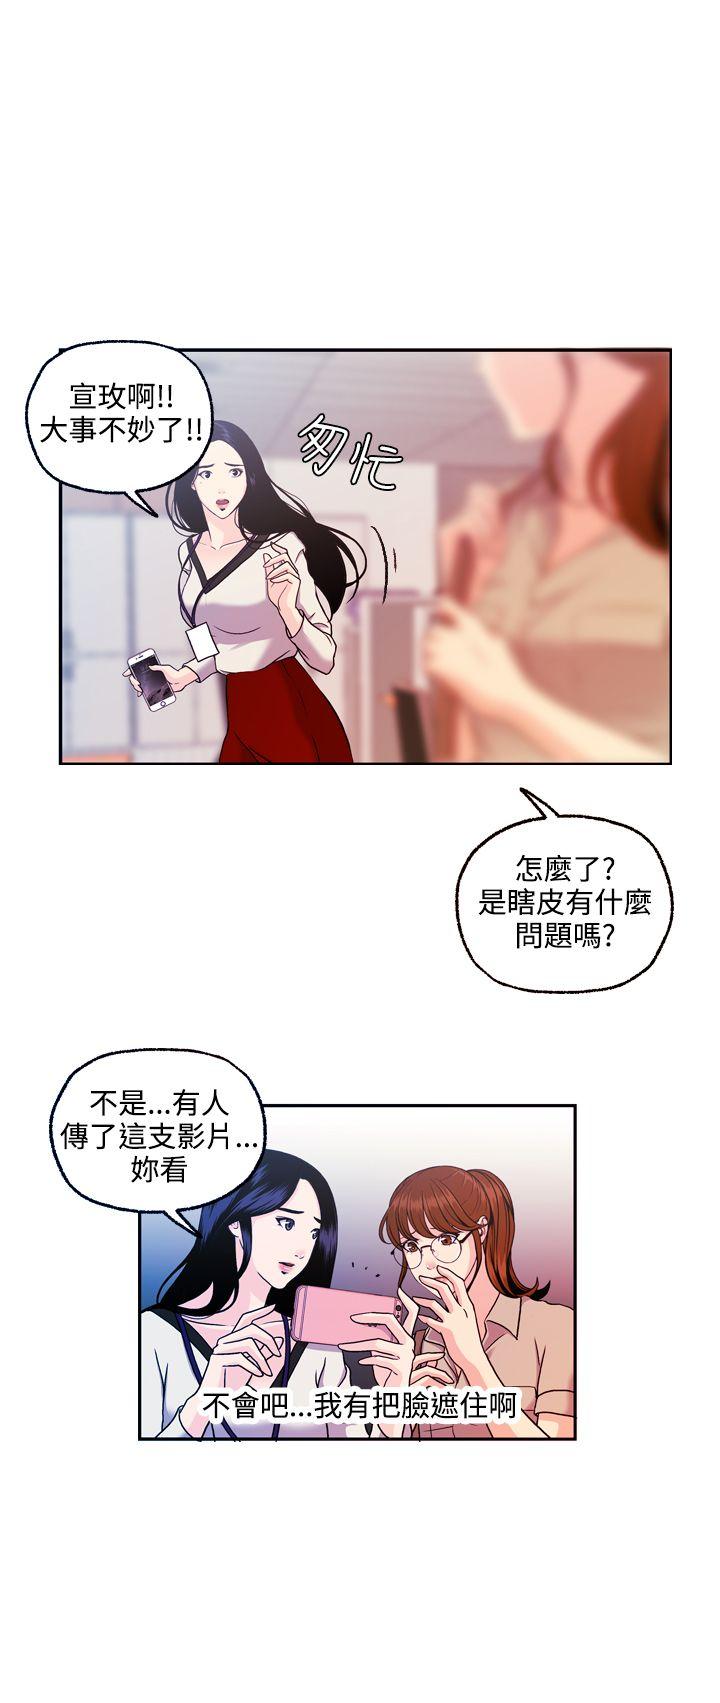 宣玫啊!!
大事不妙了!!
匆忙
怎麼了?
是瞎皮有什麼
問題嗎?
不是...有人
傳了這支影片...
妳看
不會吧...我有把臉遮住啊